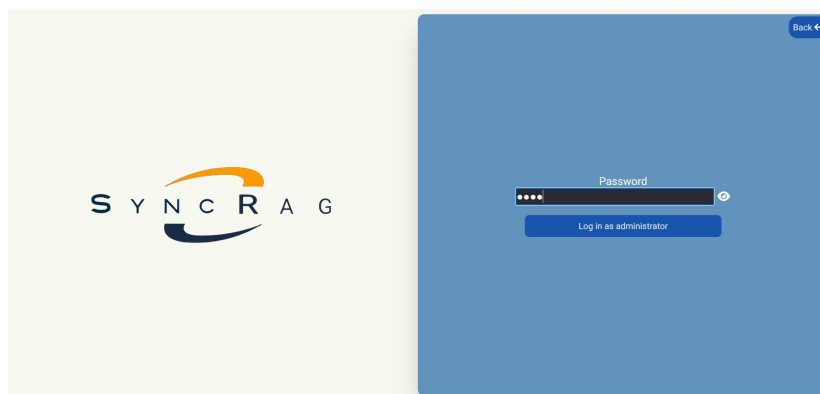 Back
SYNCRAG
Password
••••
Log in as administrator